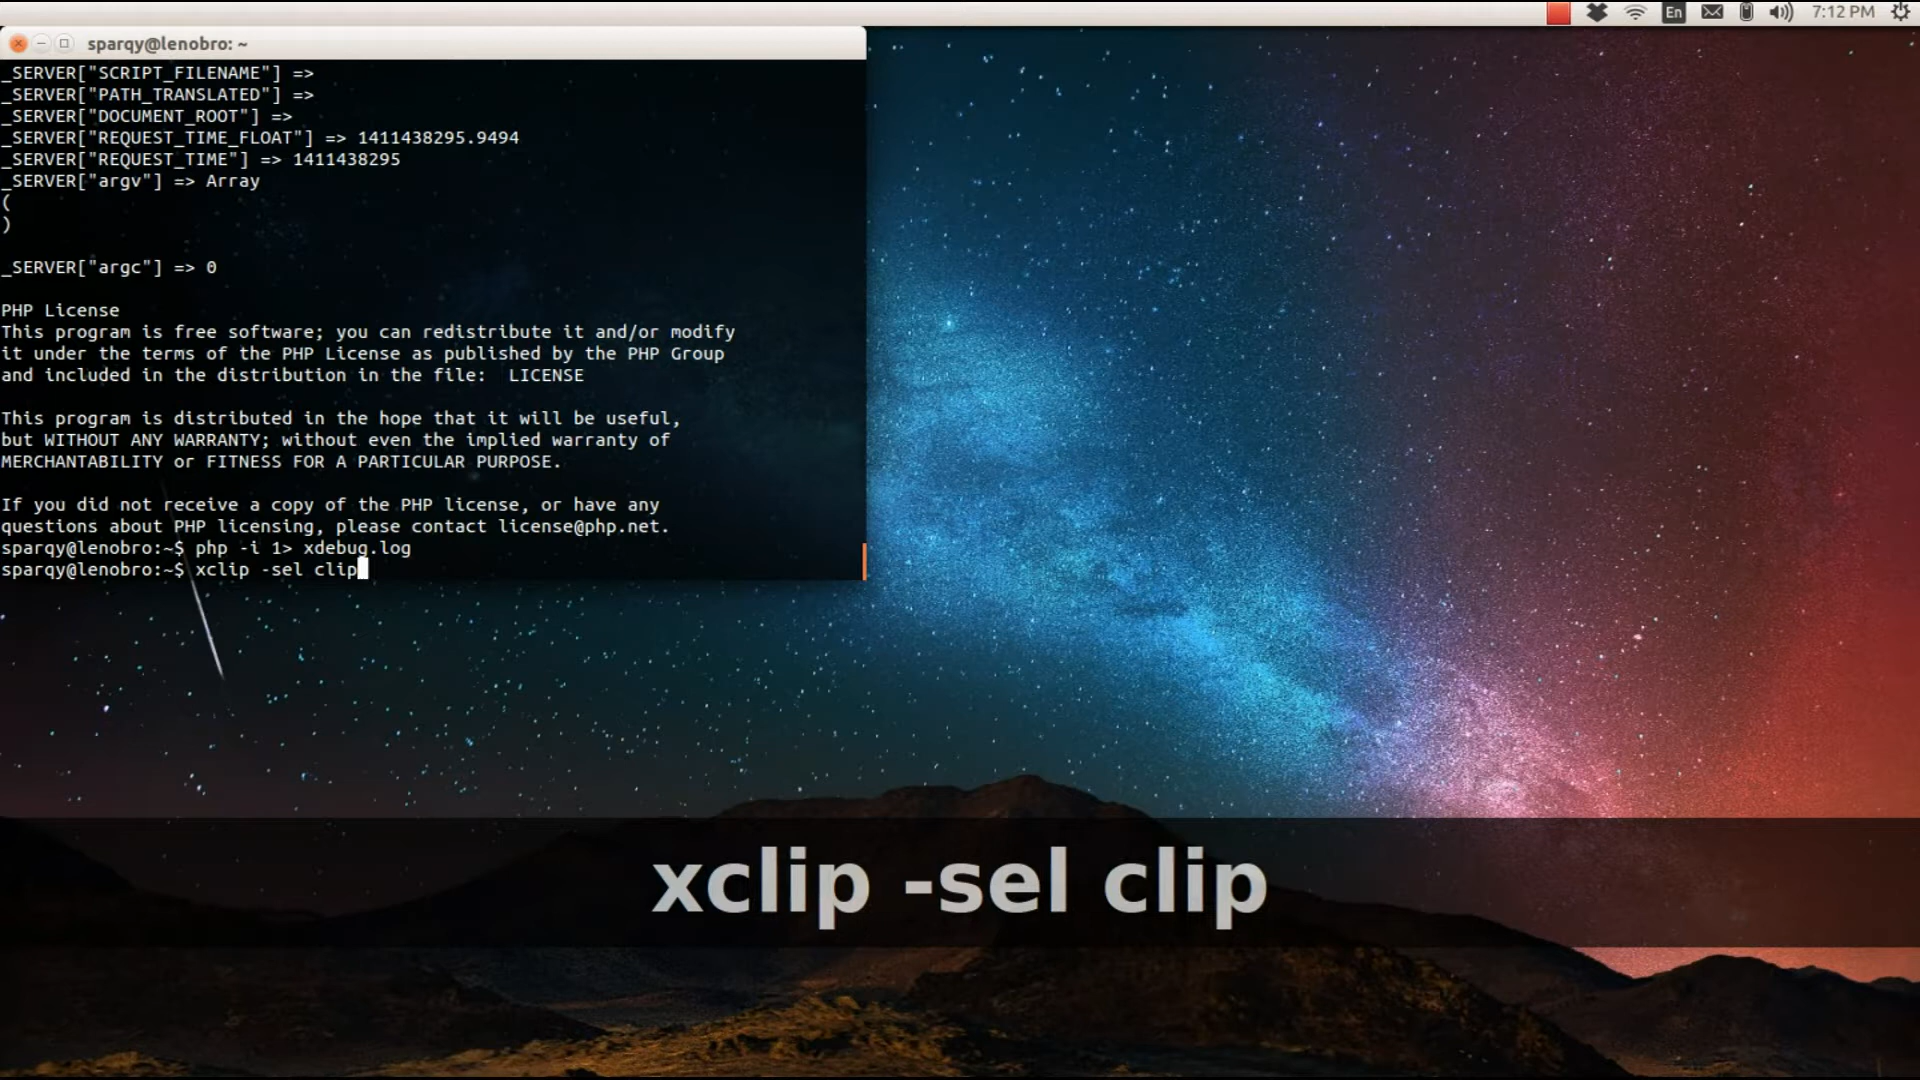 En 7:12 PM
sparqy@lenobro: ~
_SERVER["SCRIPT_FILENAME"] =>
_SERVER["PATH_TRANSLATED"] =>
_SERVER["DOCUMENT_ROOT"] =>
_SERVER["REQUEST_TIME_FLOAT"] => 1411438295.9494
_SERVER["REQUEST_TIME"] => 1411438295
_SERVER["argv"] => Array
(
)
_SERVER["argc"] => 0
PHP License
This program is free software; you can redistribute it and/or modify
it under the terms of the PHP License as published by the PHP Group
and included in the distribution in the file:  LICENSE
This program is distributed in the hope that it will be useful,
but WITHOUT ANY WARRANTY; without even the implied warranty of
MERCHANTABILITY or FITNESS FOR A PARTICULAR PURPOSE.
If you did not receive a copy of the PHP license, or have any
questions about PHP licensing, please contact license@php.net.
sparqy@lenobro:~$ php -i 1> xdebug.log
sparqy@lenobro:~$ xclip -sel clip
xclip -sel clip